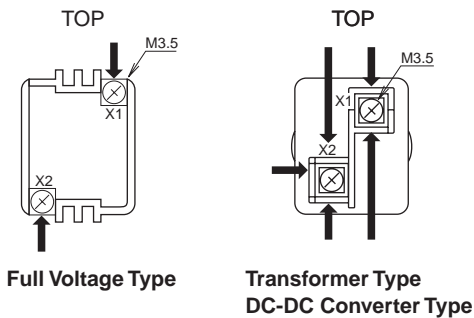 TOP
M3.5
X1
X2
Full Voltage Type
TOP
M3.5
X1
X2
Transformer Type
DC-DC Converter Type